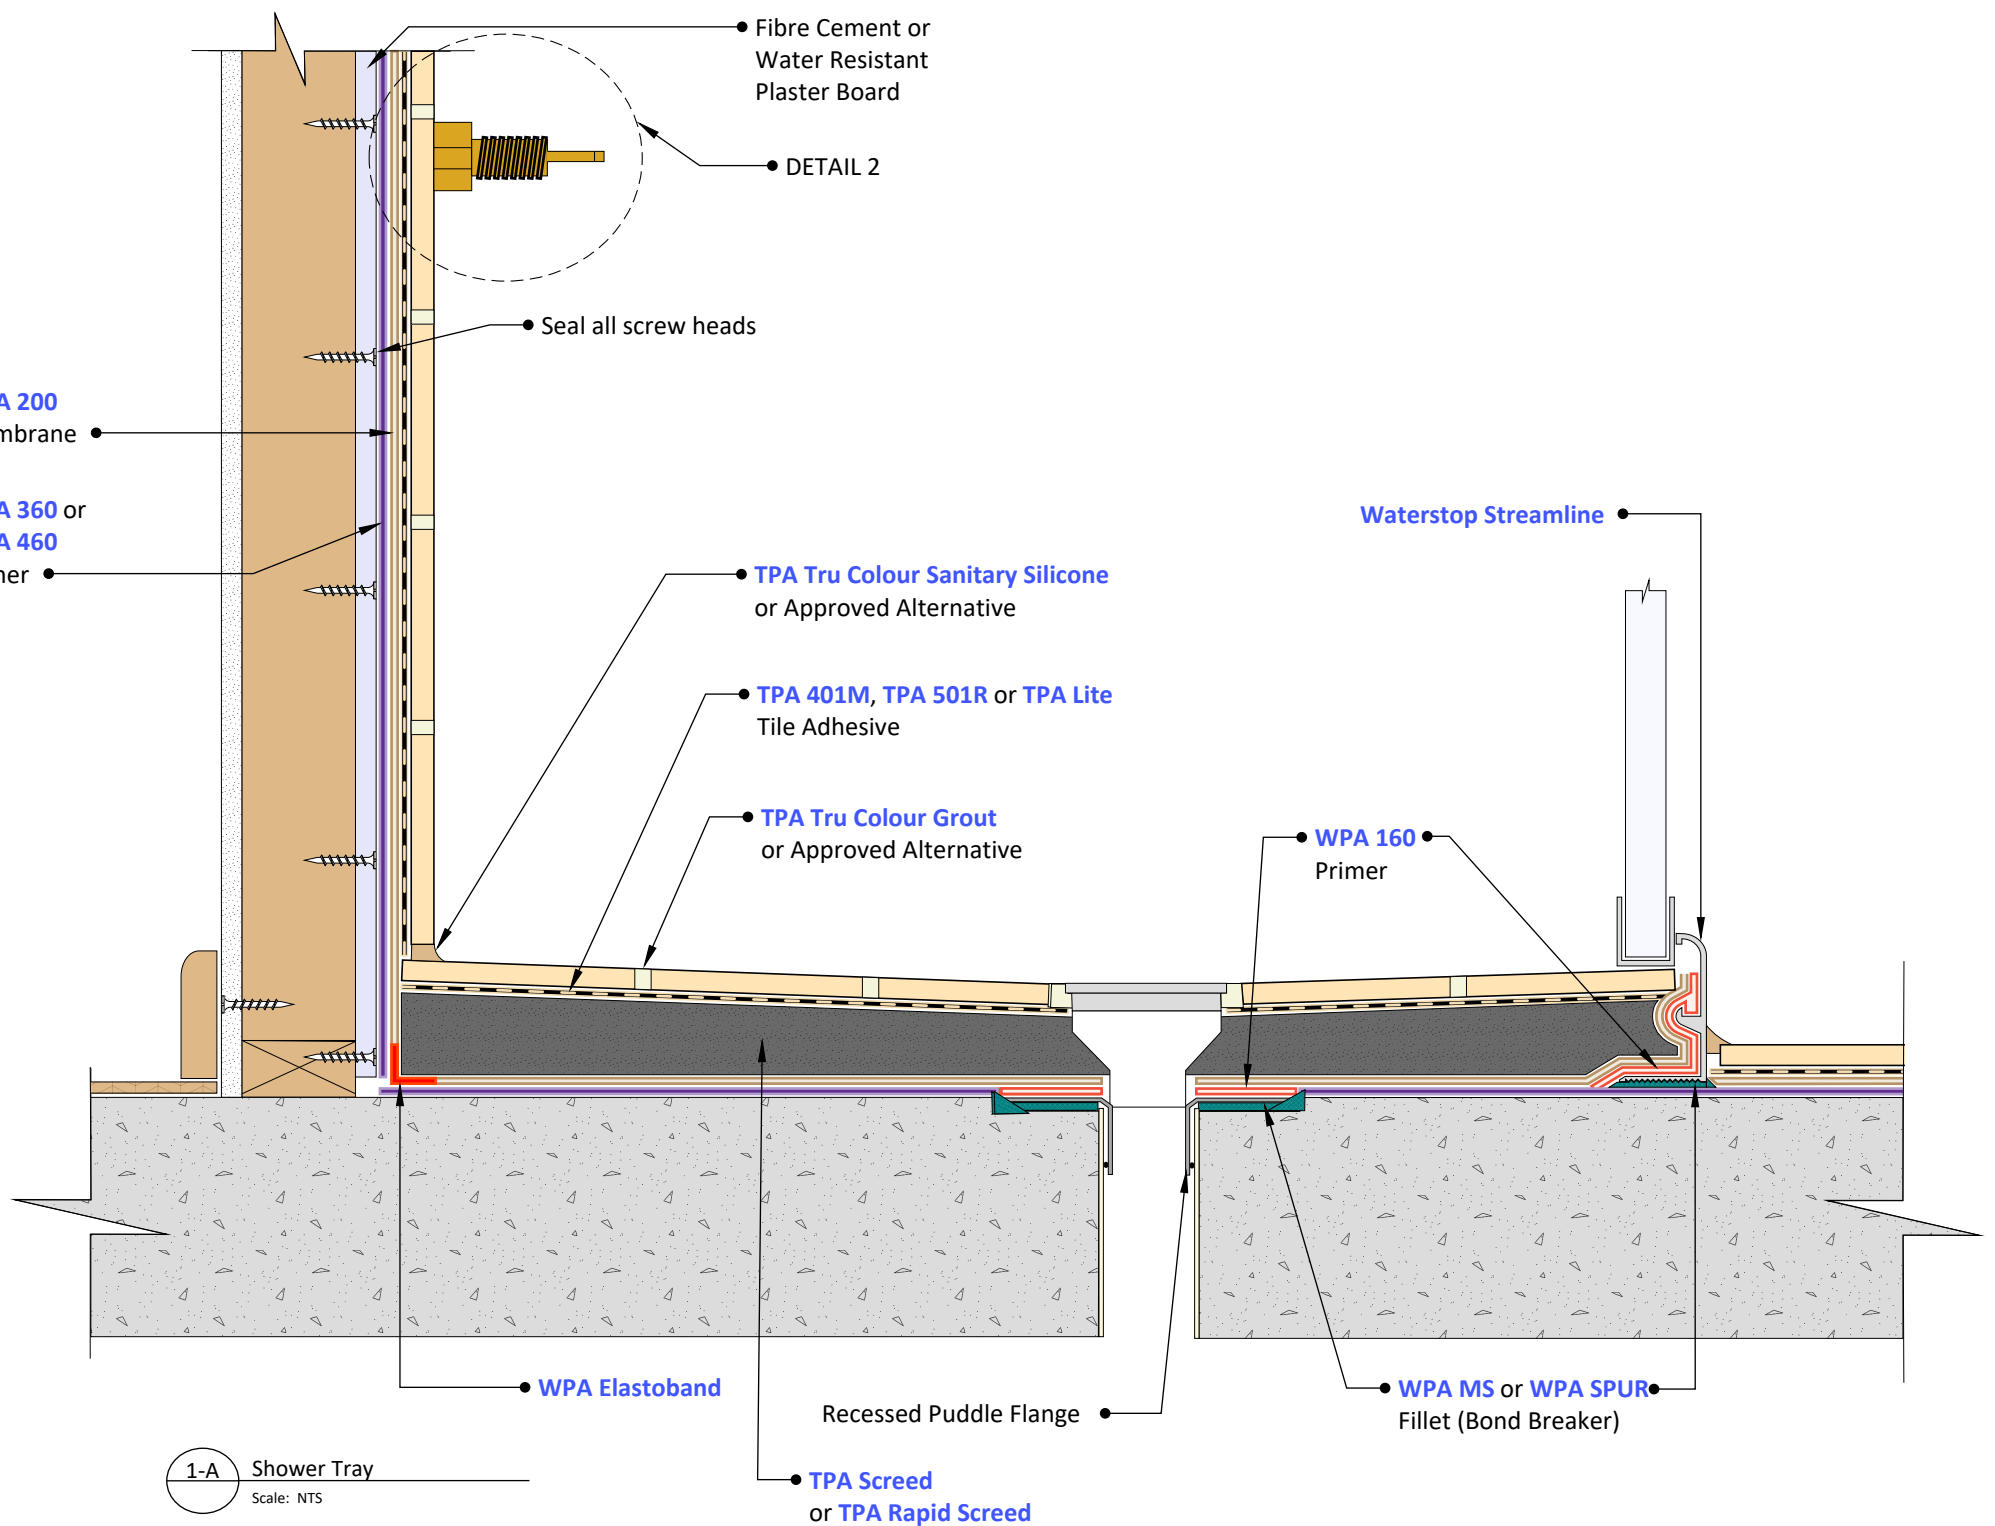 Fibre Cement or
Water Resistant
Plaster Board
DETAIL 2
Seal all screw heads
A 200
mbrane
A 360 or
A 460
er
Waterstop Streamline
TPA Tru Colour Sanitary Silicone
or Approved Alternative
TPA 401M, TPA 501R or TPA Lite
Tile Adhesive
TPA Tru Colour Grout
or Approved Alternative
WPA 160
Primer
WPA Elastoband
Recessed Puddle Flange
WPA MS or WPA SPUR
Fillet (Bond Breaker)
1-A Shower Tray
Scale: NTS
TPA Screed
or TPA Rapid Screed